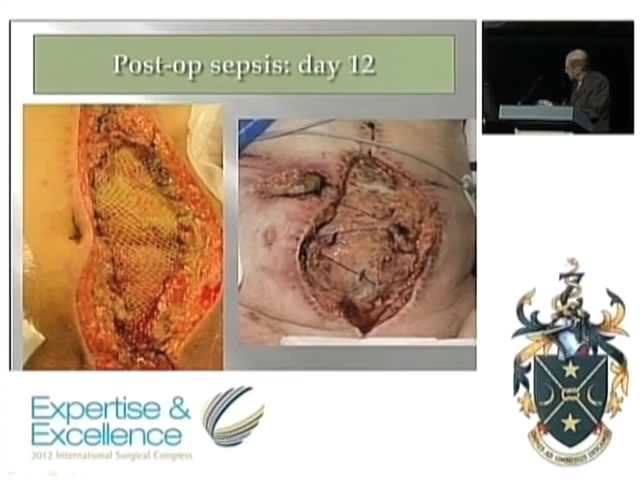 Post-op sepsis: day 12
Expertise &
Excellence
2012 International Surgical Congress